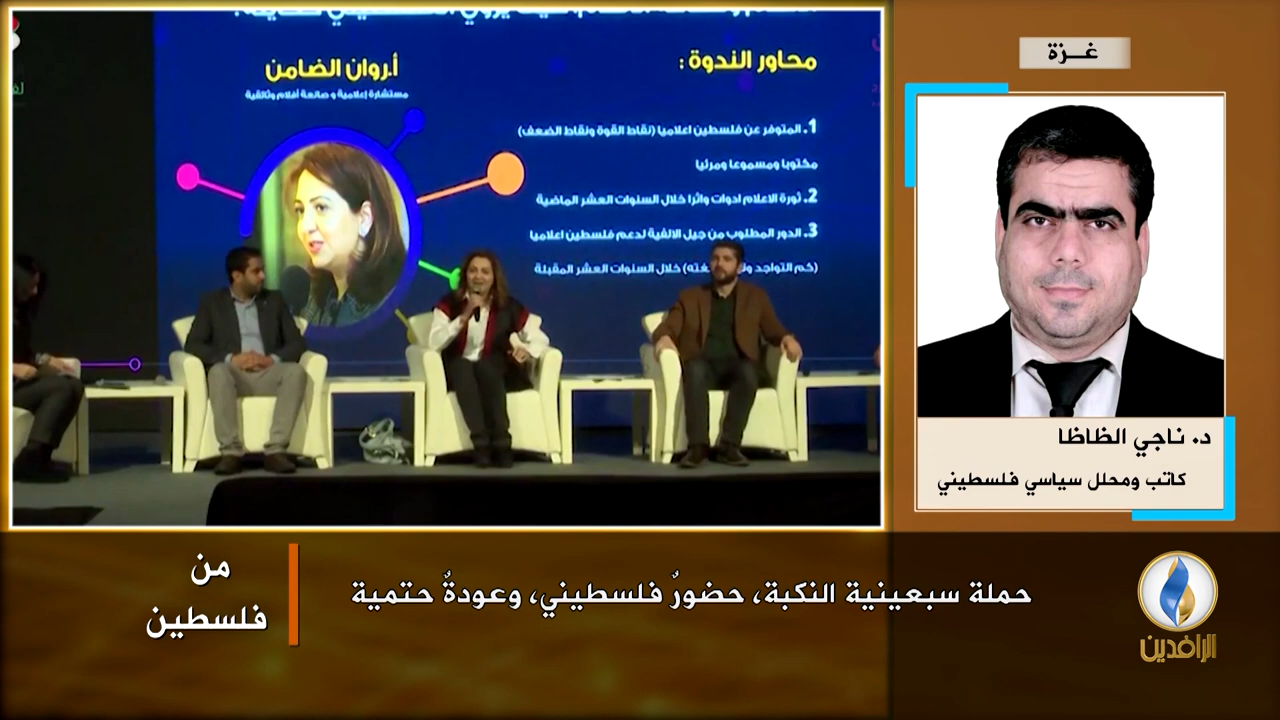 أ.روان الضامن
مستشارة إعلامية و صانعة أفلام وثائقية
محاور الندوة :
1. المتوفر عن فلسطين اعلاميا (نقاط القوة ونقاط الضعف)
مكتوبا ومسموعا ومرئيا
2. ثورة الاعلام ادوات واثرا خلال السنوات العشر الماضية
3. الدور المطلوب من جيل الالفية لدعم فلسطين اعلاميا
(كم التواجد خلال السنوات العشر المقبلة
غـزة
د. ناجي الظاظا
كاتب ومحلل سياسي فلسطيني
حملة سبعينية النكبة، حضورٌ فلسطيني، وعودةٌ حتمية
من
فلسطين
الرافدين